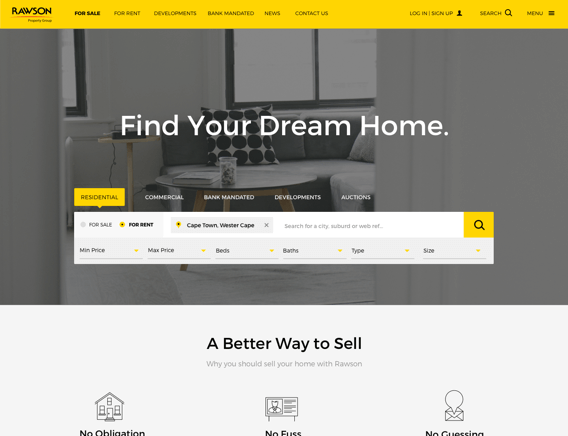 RAWSON
Property Group
FOR SALE
FOR RENT
DEVELOPMENTS
BANK MANDATED
NEWS
CONTACT US
LOG IN | SIGN UP
SEARCH
MENU
Find Your Dream Home.
RESIDENTIAL
COMMERCIAL
BANK MANDATED
DEVELOPMENTS
AUCTIONS
FOR SALE
FOR RENT
Cape Town, Wester Cape
Search for a city, suburd or web ref...
Min Price
Max Price
Beds
Baths
Type
Size
A Better Way to Sell
Why you should sell your home with Rawson
No Obligation
No Fuss
No Guessing